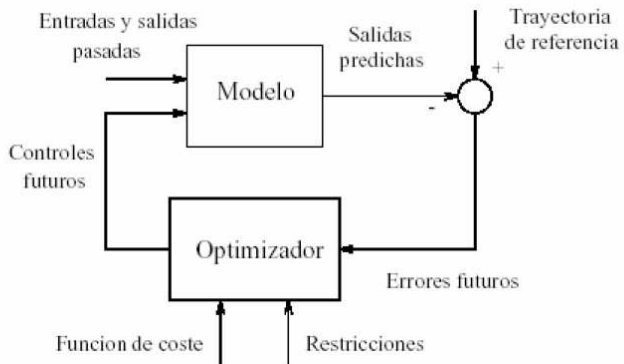 Entradas y salidas
pasadas
Modelo
Salidas
predichas
Trayectoria
de referencia
+
-
Controles
futuros
Optimizador
Errores futuros
Funcion de coste
Restricciones